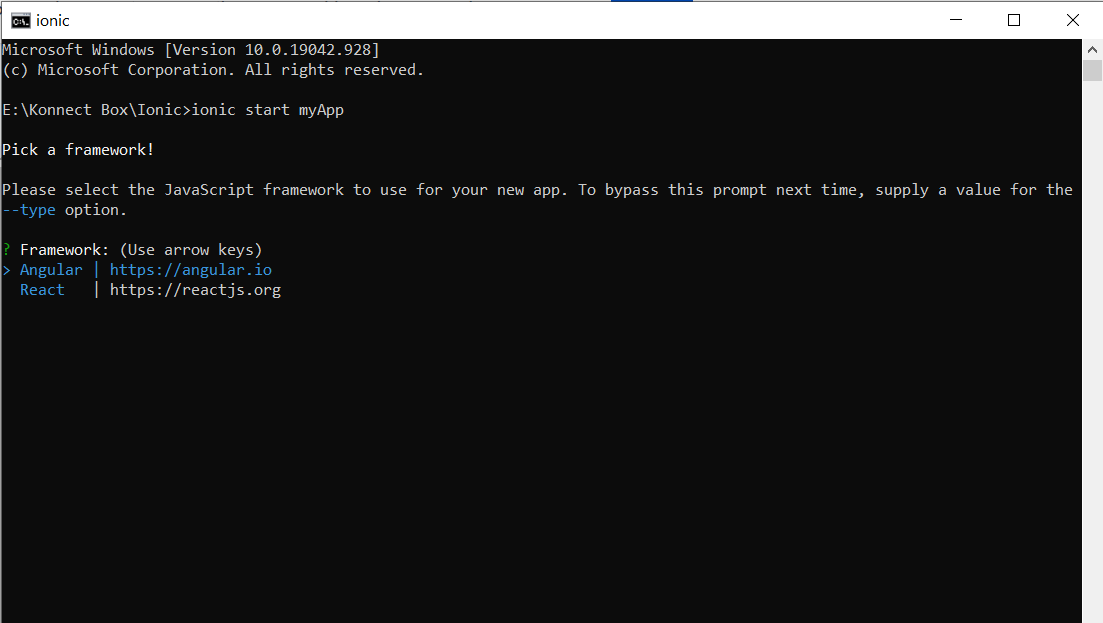 ionic
Microsoft Windows [Version 10.0.19042.928]
(c) Microsoft Corporation. All rights reserved.
E:\Konnect Box\Ionic>ionic start myApp
Pick a framework!
Please select the JavaScript framework to use for your new app. To bypass this prompt next time, supply a value for the
--type option.
? Framework: (Use arrow keys)
> Angular | https://angular.io
React | https://reactjs.org